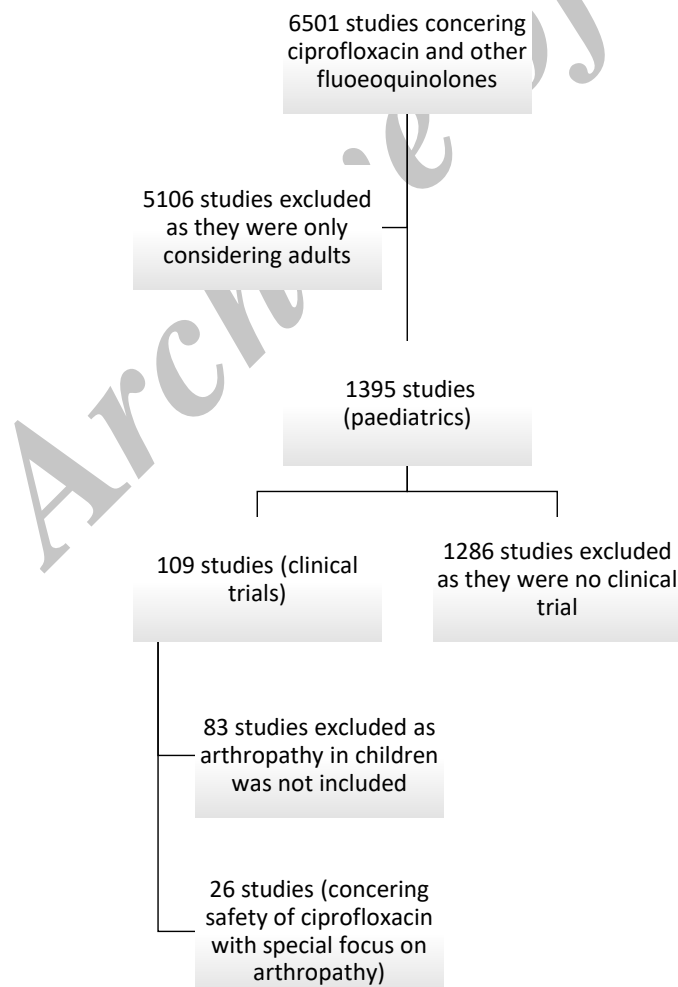 6501 studies concering
ciprofloxacin and other
fluoeoquinolones
5106 studies excluded
as they were only
considering adults
1395 studies
(paediatrics)
109 studies (clinical
trials)
1286 studies excluded
as they were no clinical
trial
83 studies excluded as
arthropathy in children
was not included
26 studies (concering
safety of ciprofloxacin
with special focus on
arthropathy)